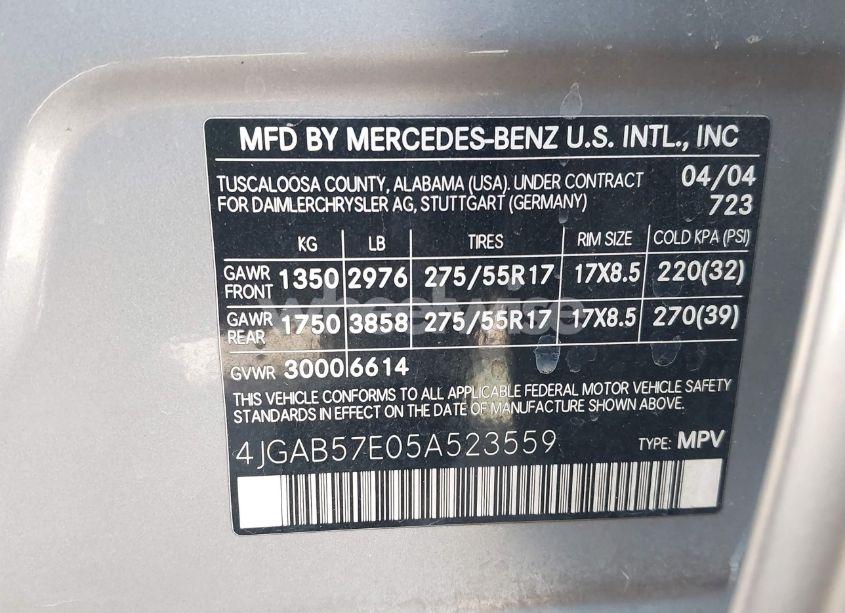 MFD BY MERCEDES-BENZ U.S. INTL., INC
TUSCALOOSA COUNTY, ALABAMA (USA). UNDER CONTRACT 04/04
FOR DAIMLERCHRYSLER AG, STUTTGART (GERMANY) 723
KG LB TIRES RIM SIZE COLD KPA (PSI)
GAWR FRONT 1350 2976 275/55R17 17X8.5 220(32)
GAWR REAR 1750 3858 275/55R17 17X8.5 270(39)
wheelwise
GVWR 3000 6614
THIS VEHICLE CONFORMS TO ALL APPLICABLE FEDERAL MOTOR VEHICLE SAFETY
STANDARDS IN EFFECT ON THE DATE OF MANUFACTURE SHOWN ABOVE.
4JGAB57E05A523559 TYPE: MPV